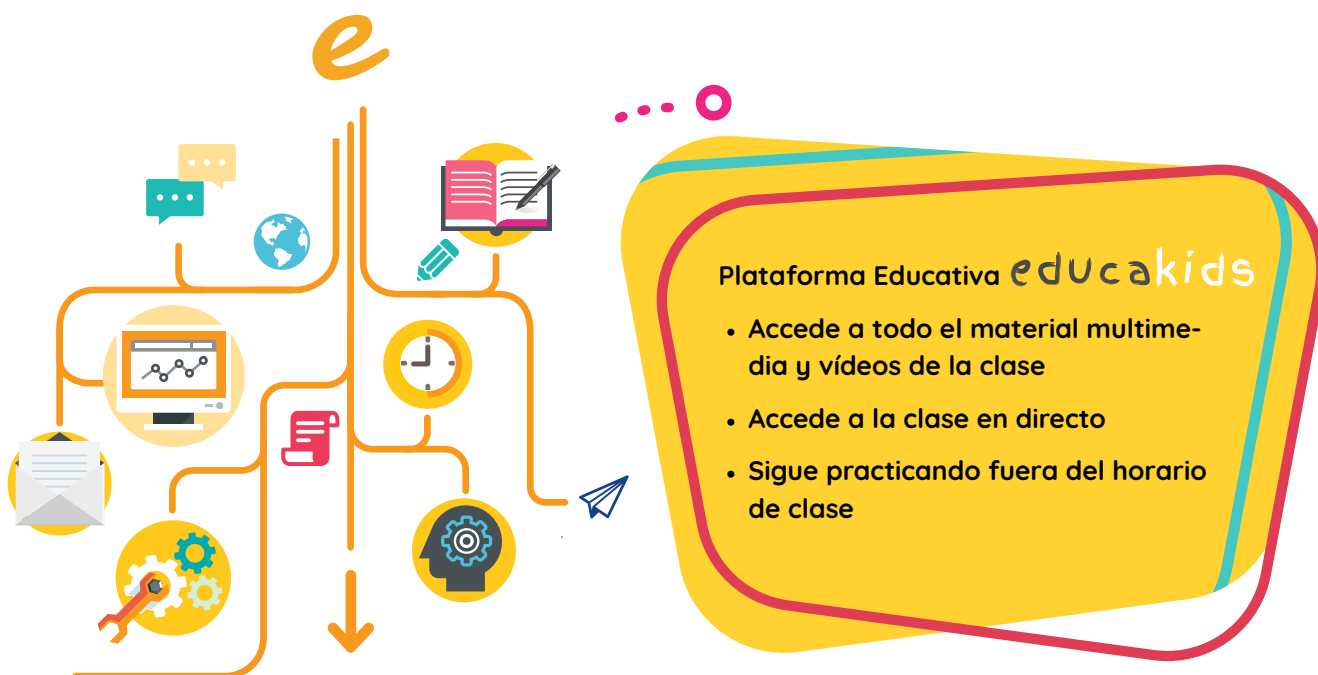 e
Plataforma Educativa educakids
• Accede a todo el material multime-
dia y vídeos de la clase
• Accede a la clase en directo
• Sigue practicando fuera del horario
de clase